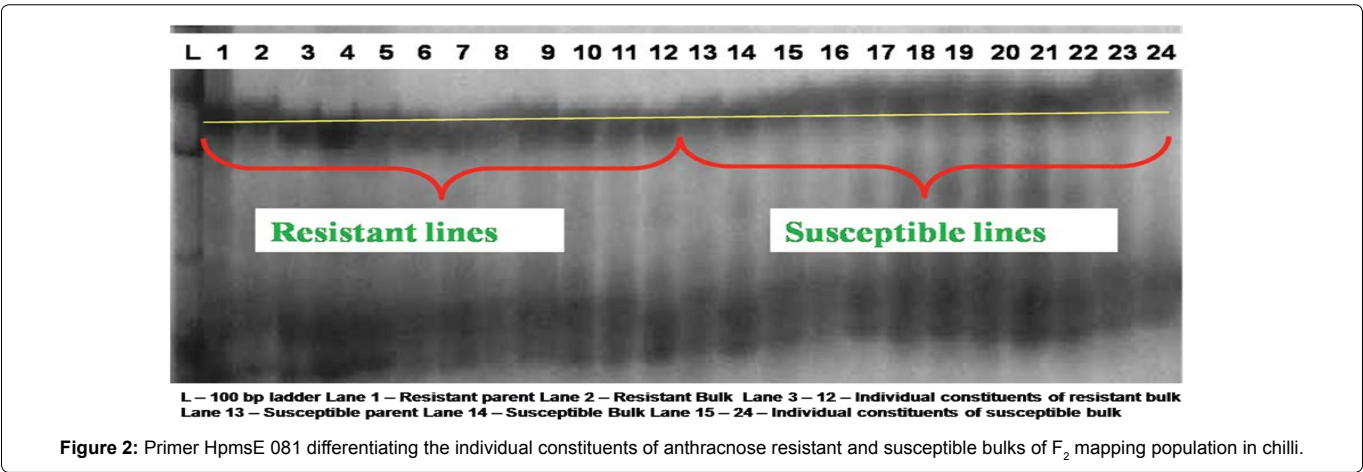 L 1 2 3 4 5 6 7 8 9 10 11 12 13 14 15 16 17 18 19 20 21 22 23 24
Resistant lines Susceptible lines
L – 100 bp ladder Lane 1 – Resistant parent Lane 2 – Resistant Bulk Lane 3 – 12 – Individual constituents of resistant bulk
Lane 13 – Susceptible parent Lane 14 – Susceptible Bulk Lane 15 – 24 – Individual constituents of susceptible bulk
Figure 2: Primer HpmsE 081 differentiating the individual constituents of anthracnose resistant and susceptible bulks of F2 mapping population in chilli.